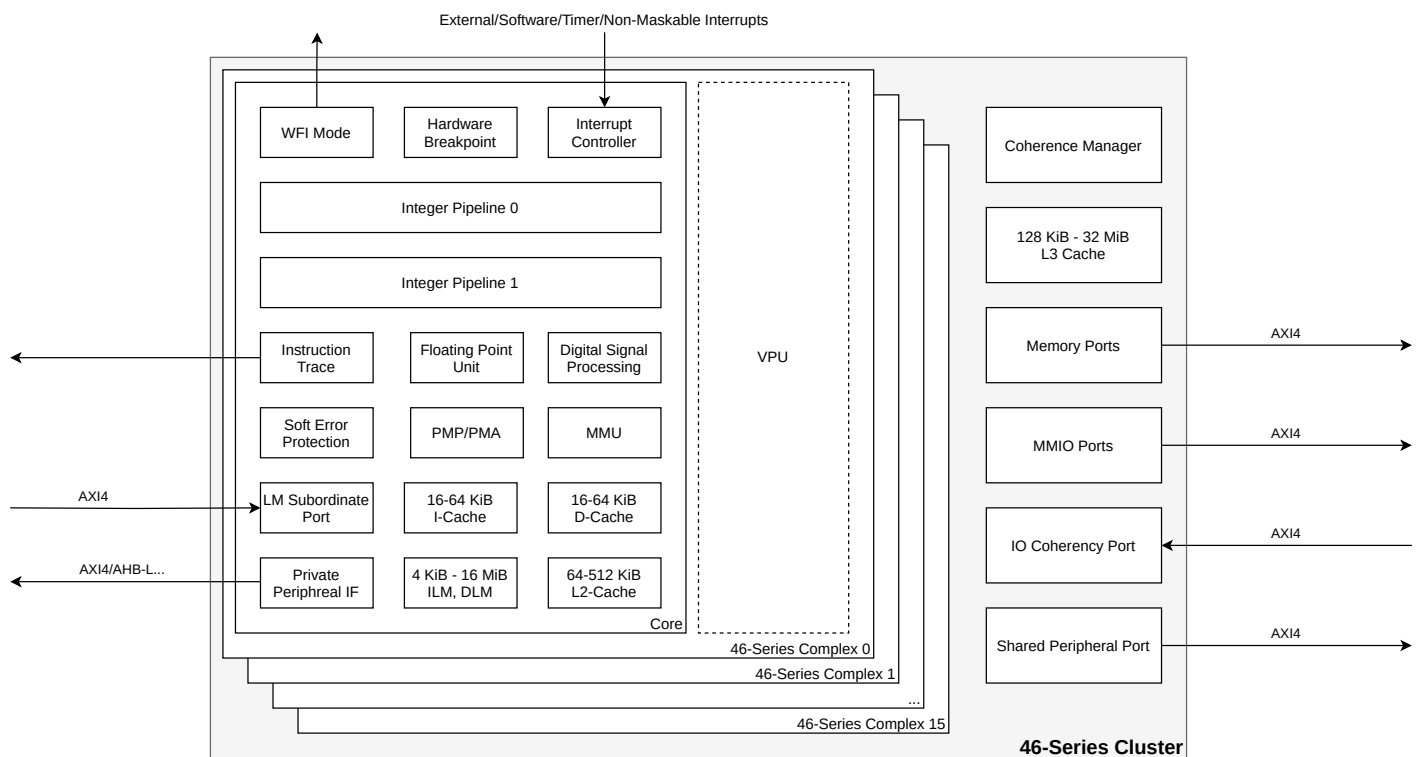 External/Software/Timer/Non-Maskable Interrupts
WFI Mode
Hardware
Breakpoint
Interrupt
Controller
Integer Pipeline 0
Integer Pipeline 1
Instruction
Trace
Floating Point
Unit
Digital Signal
Processing
Soft Error
Protection
PMP/PMA
MMU
AXI4
LM Subordinate
Port
16-64 KiB
I-Cache
16-64 KiB
D-Cache
AXI4/AHB-L...
Private
Periphreal IF
4 KiB - 16 MiB
ILM, DLM
64-512 KiB
L2-Cache
Core
VPU
46-Series Complex 0
46-Series Complex 1
...
46-Series Complex 15
Coherence Manager
128 KiB - 32 MiB
L3 Cache
Memory Ports
AXI4
MMIO Ports
AXI4
IO Coherency Port
AXI4
Shared Peripheral Port
AXI4
46-Series Cluster